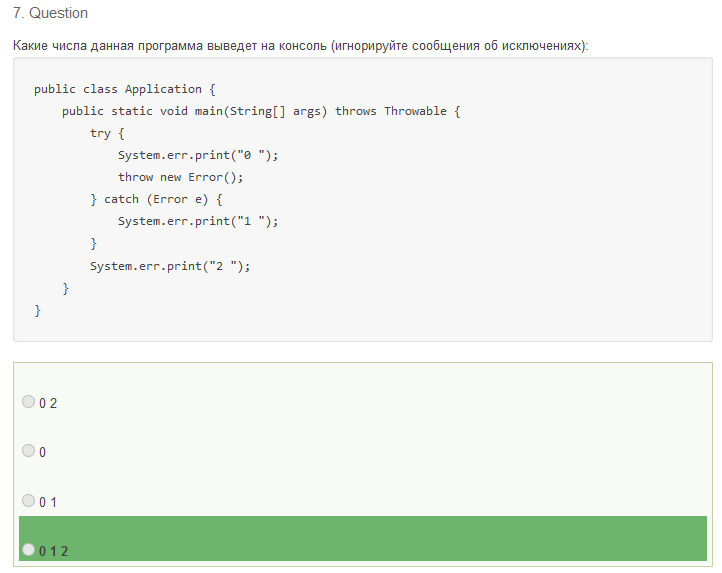 7. Question
Какие числа данная программа выведет на консоль (игнорируйте сообщения об исключениях):
public class Application {
    public static void main(String[] args) throws Throwable {
        try {
            System.err.print("0 ");
            throw new Error();
        } catch (Error e) {
            System.err.print("1 ");
        }
        System.err.print("2 ");
    }
}
0 2
0
0 1
0 1 2